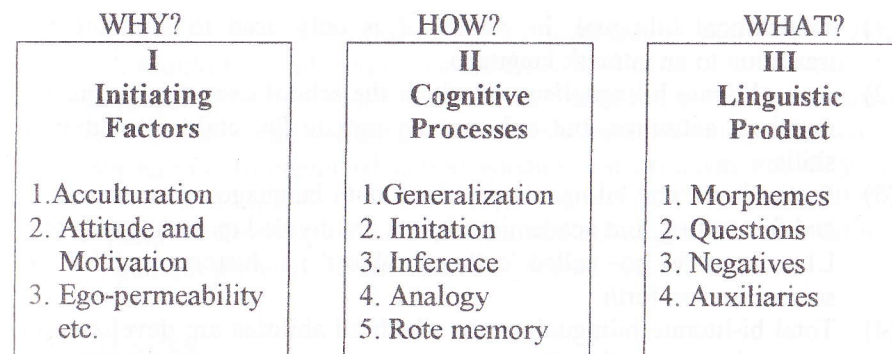 WHY?
I
Initiating
Factors
1.Acculturation
2. Attitude and
Motivation
3. Ego-permeability
etc.
HOW?
II
Cognitive
Processes
1.Generalization
2. Imitation
3. Inference
4. Analogy
5. Rote memory
WHAT?
III
Linguistic
Product
1. Morphemes
2. Questions
3. Negatives
4. Auxiliaries